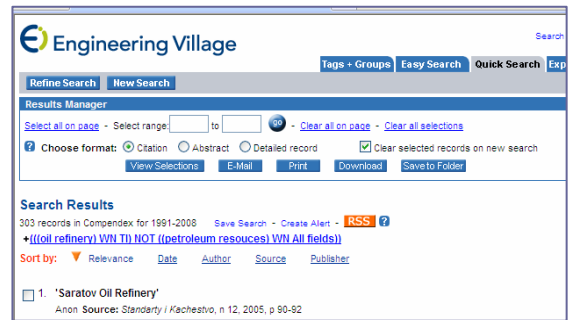 Engineering Village
Search
Tags + Groups Easy Search Quick Search Exp
Refine Search New Search
Results Manager
Select all on page - Select range: to go - Clear all on page - Clear all selections
? Choose format: Citation Abstract Detailed record Clear selected records on new search
View Selections E-Mail Print Download Save to Folder
Search Results
303 records in Compendex for 1991-2008 Save Search - Create Alert - RSS ?
+(((oil refinery) WN TI) NOT ((petroleum resouces) WN All fields))
Sort by: Relevance Date Author Source Publisher
1. 'Saratov Oil Refinery'
Anon Source: Standarty i Kachestvo, n 12, 2005, p 90-92